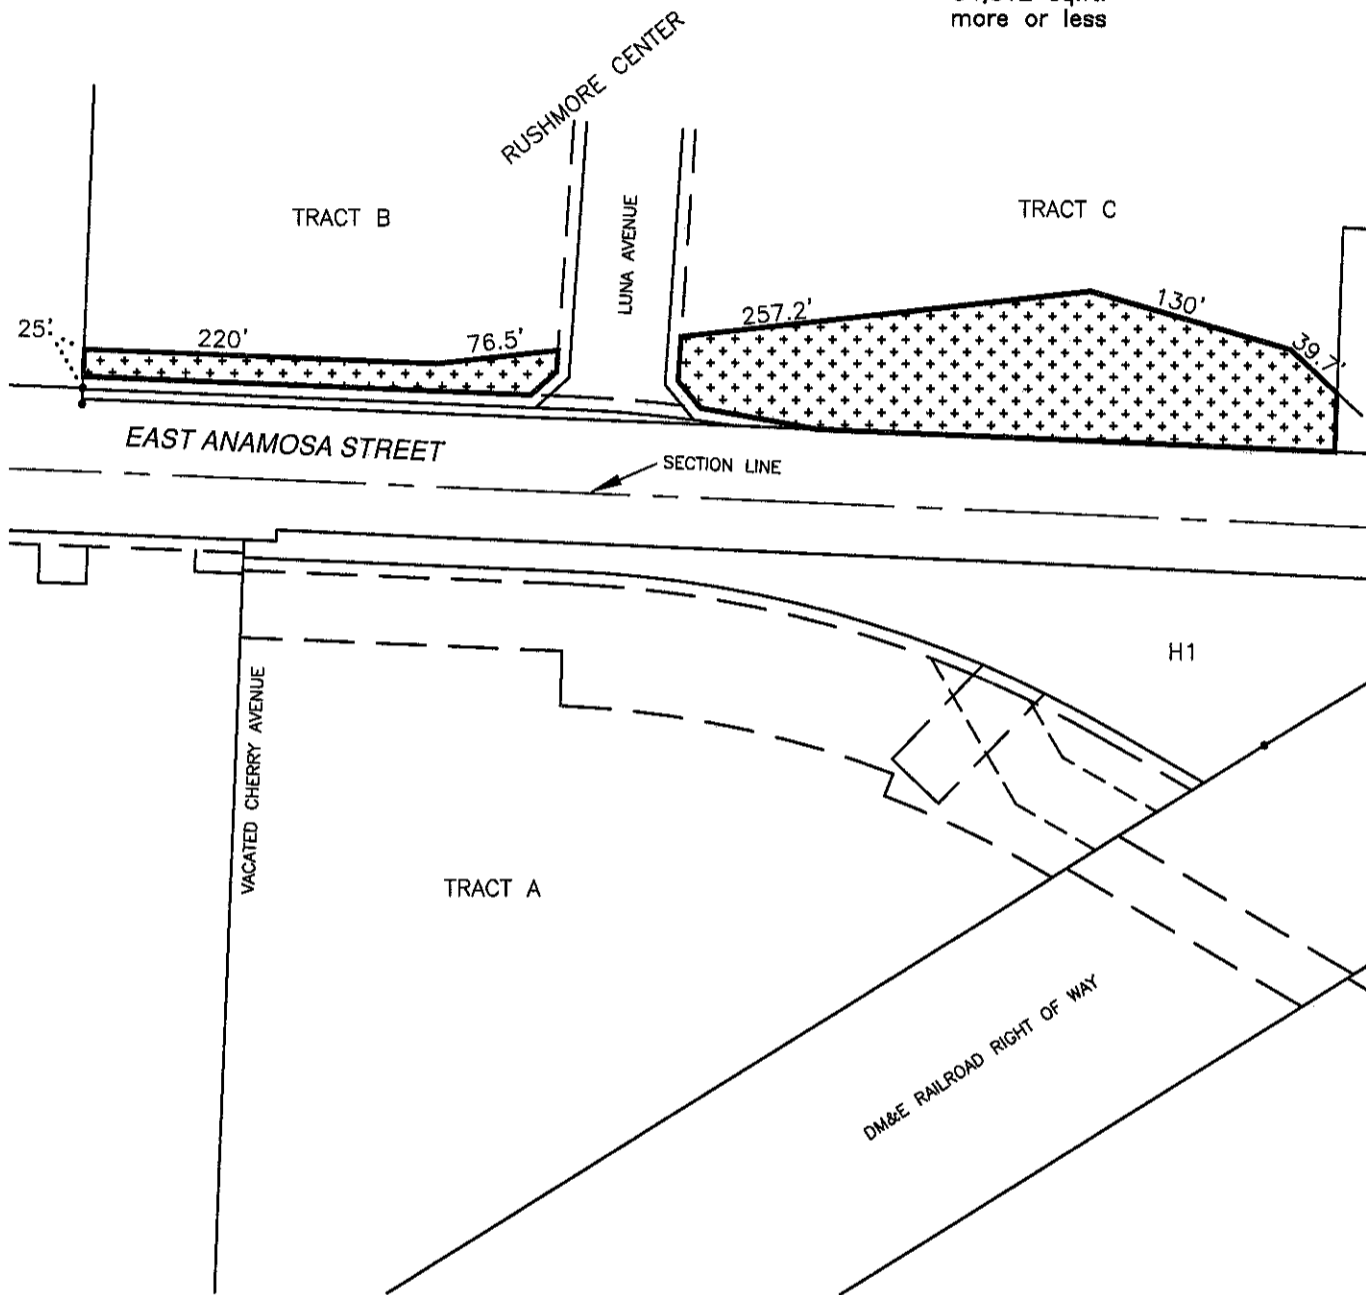 more or less
RUSHMORE CENTER
TRACT B
LUNA AVENUE
TRACT C
25'
220'
76.5'
257.2'
130'
39.7'
EAST ANAMOSA STREET
SECTION LINE
H1
VACATED CHERRY AVENUE
TRACT A
DM&E RAILROAD RIGHT OF WAY